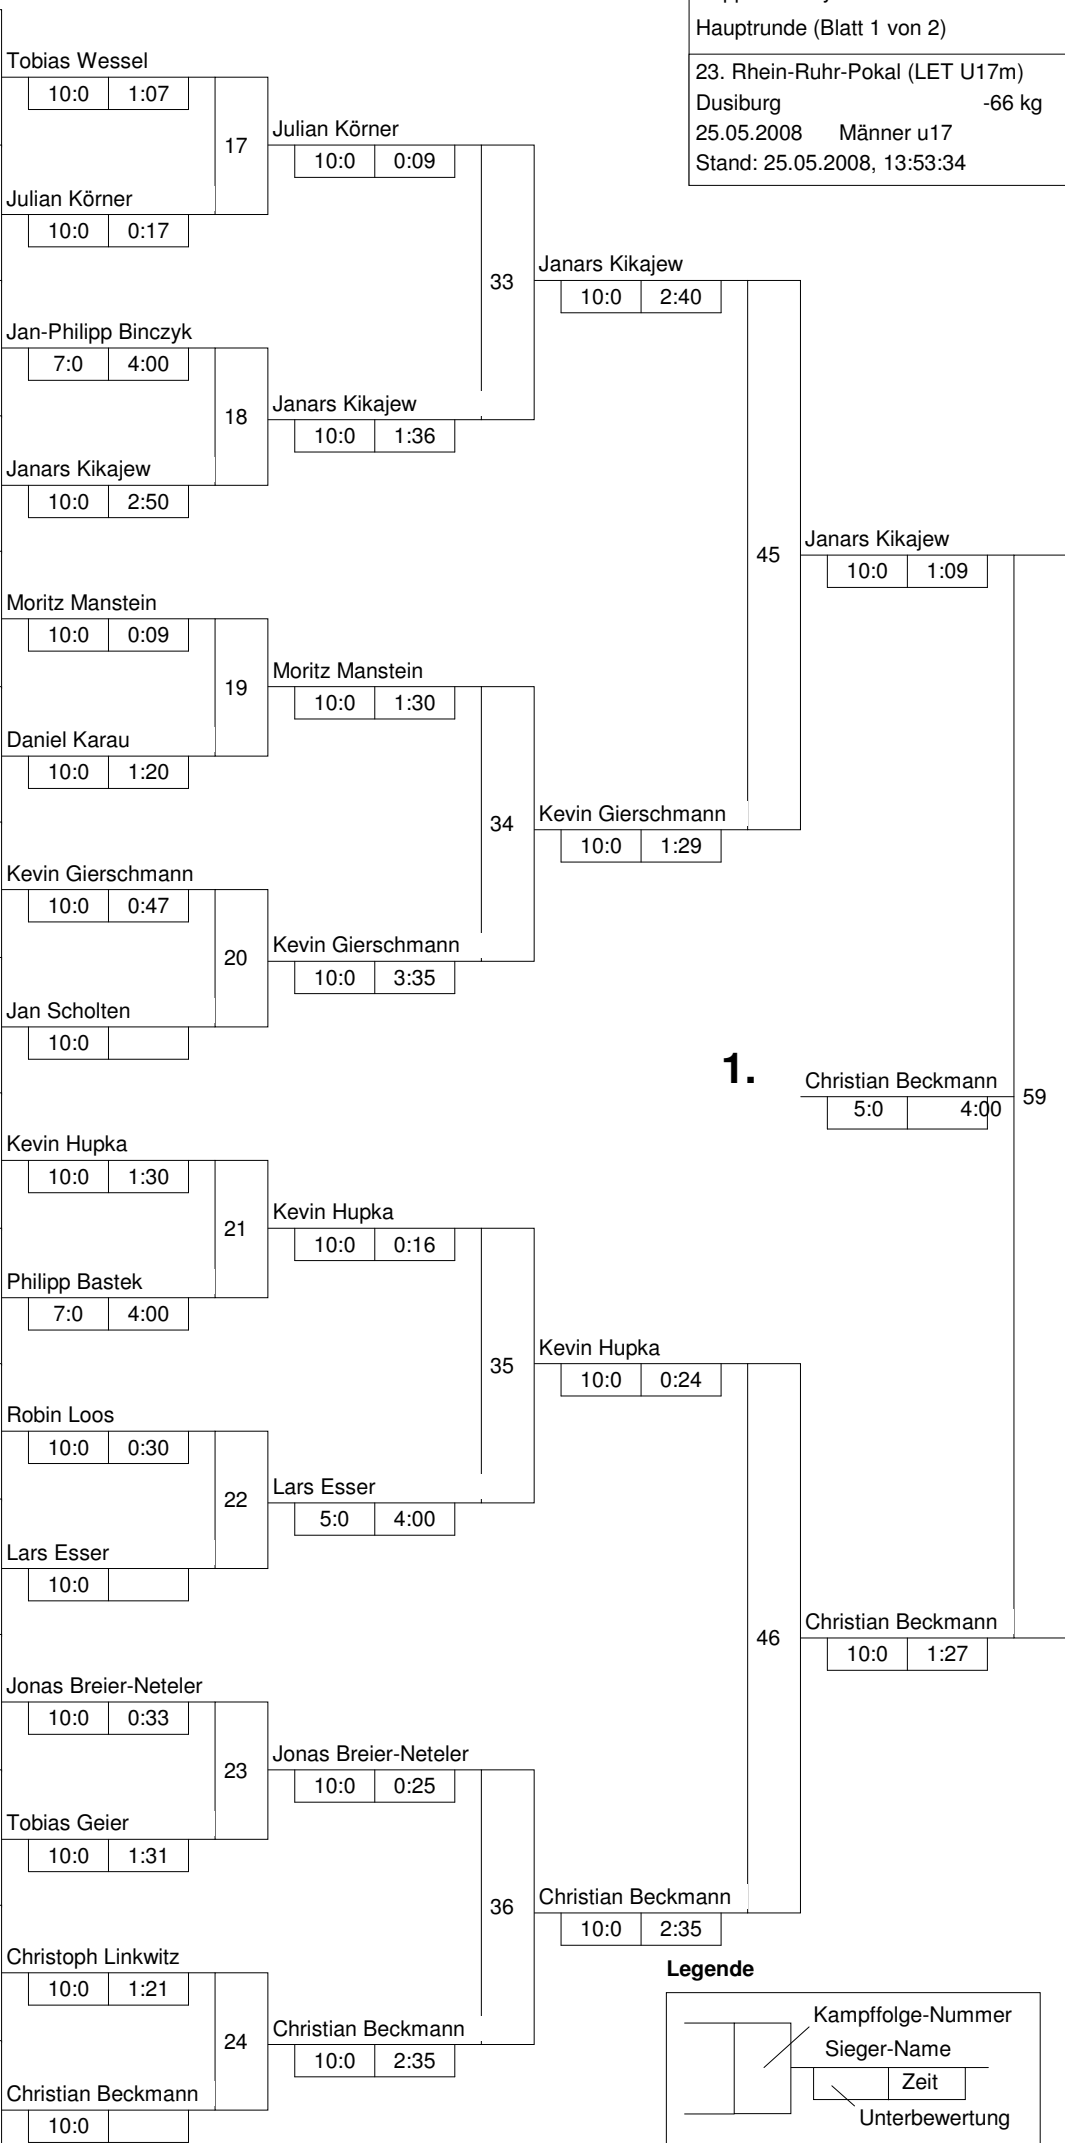 Hauptrunde (Blatt 1 von 2)
23. Rhein-Ruhr-Pokal (LET U17m)
Dusiburg -66 kg
25.05.2008 Männer u17
Stand: 25.05.2008, 13:53:34
Tobias Wessel
10:0 1:07
17
Julian Körner
10:0 0:17
Jan-Philipp Binczyk
7:0 4:00
18
Janars Kikajew
10:0 2:50
Moritz Manstein
10:0 0:09
19
Daniel Karau
10:0 1:20
Kevin Gierschmann
10:0 0:47
20
Jan Scholten
10:0
Kevin Hupka
10:0 1:30
21
Philipp Bastek
7:0 4:00
Robin Loos
10:0 0:30
22
Lars Esser
10:0
Jonas Breier-Neteler
10:0 0:33
23
Tobias Geier
10:0 1:31
Christoph Linkwitz
10:0 1:21
24
Christian Beckmann
10:0
Julian Körner
10:0 0:09
33
Janars Kikajew
10:0 1:36
Moritz Manstein
10:0 1:30
34
Kevin Gierschmann
10:0 3:35
Kevin Hupka
10:0 0:16
35
Lars Esser
5:0 4:00
Jonas Breier-Neteler
10:0 0:25
36
Christian Beckmann
10:0 2:35
Janars Kikajew
10:0 2:40
45
Kevin Gierschmann
10:0 1:29
Kevin Hupka
10:0 0:24
46
Christian Beckmann
10:0 2:35
Janars Kikajew
10:0 1:09
1.
Christian Beckmann
5:0 4:00
59
Christian Beckmann
10:0 1:27
Legende
Kampffolge-Nummer
Sieger-Name
Zeit
Unterbewertung